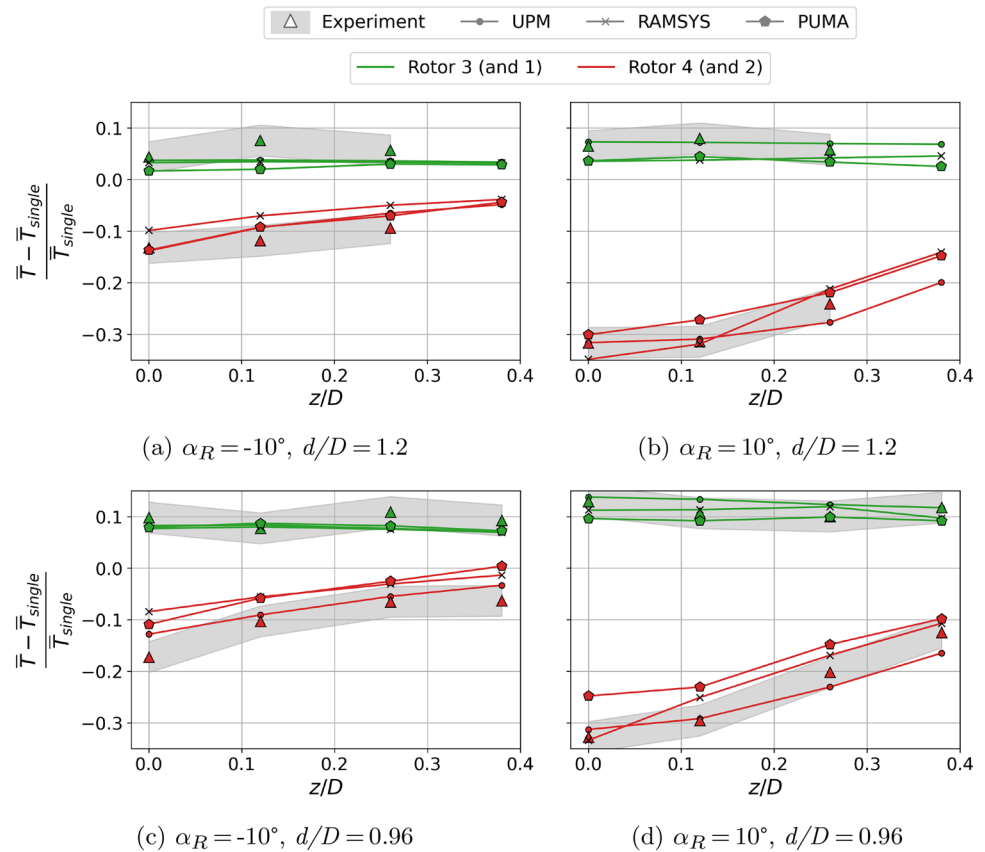 Experiment UPM RAMSYS PUMA
Rotor 3 (and 1) Rotor 4 (and 2)
0.1
0.0
−0.1
−0.2
−0.3
T̿ − T̿single
T̿single
0.0 0.1 0.2 0.3 0.4
z/D
0.0 0.1 0.2 0.3 0.4
z/D
(a) αR = -10°, d/D = 1.2
(b) αR = 10°, d/D = 1.2
0.1
0.0
−0.1
−0.2
−0.3
T̿ − T̿single
T̿single
0.0 0.1 0.2 0.3 0.4
z/D
0.0 0.1 0.2 0.3 0.4
z/D
(c) αR = -10°, d/D = 0.96
(d) αR = 10°, d/D = 0.96